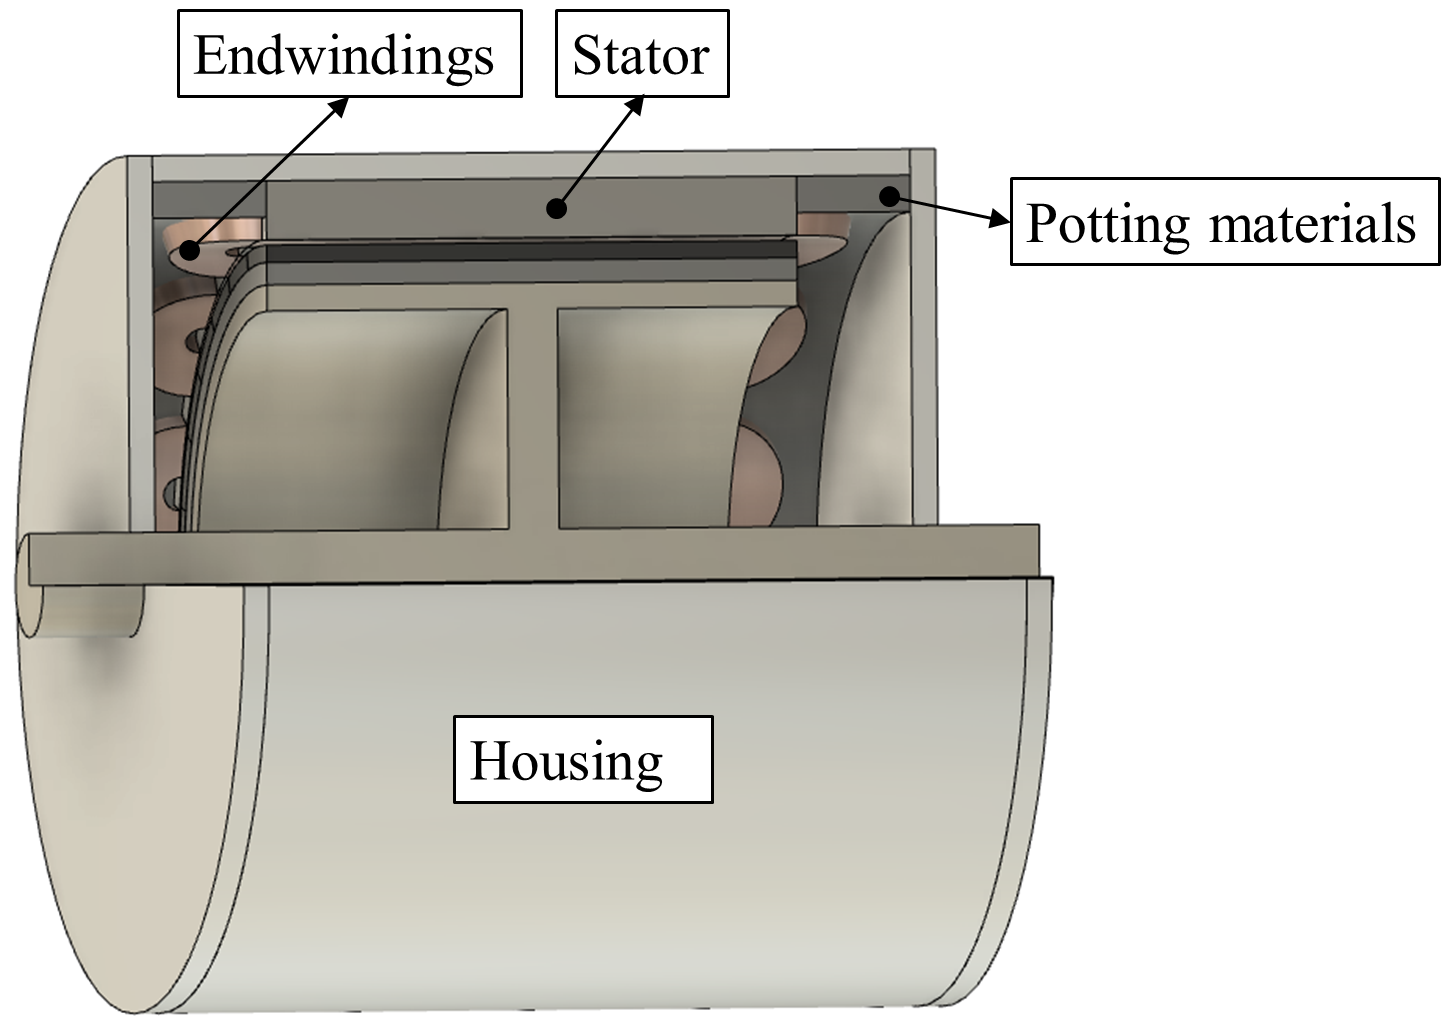 Endwindings
Stator
Potting materials
Housing